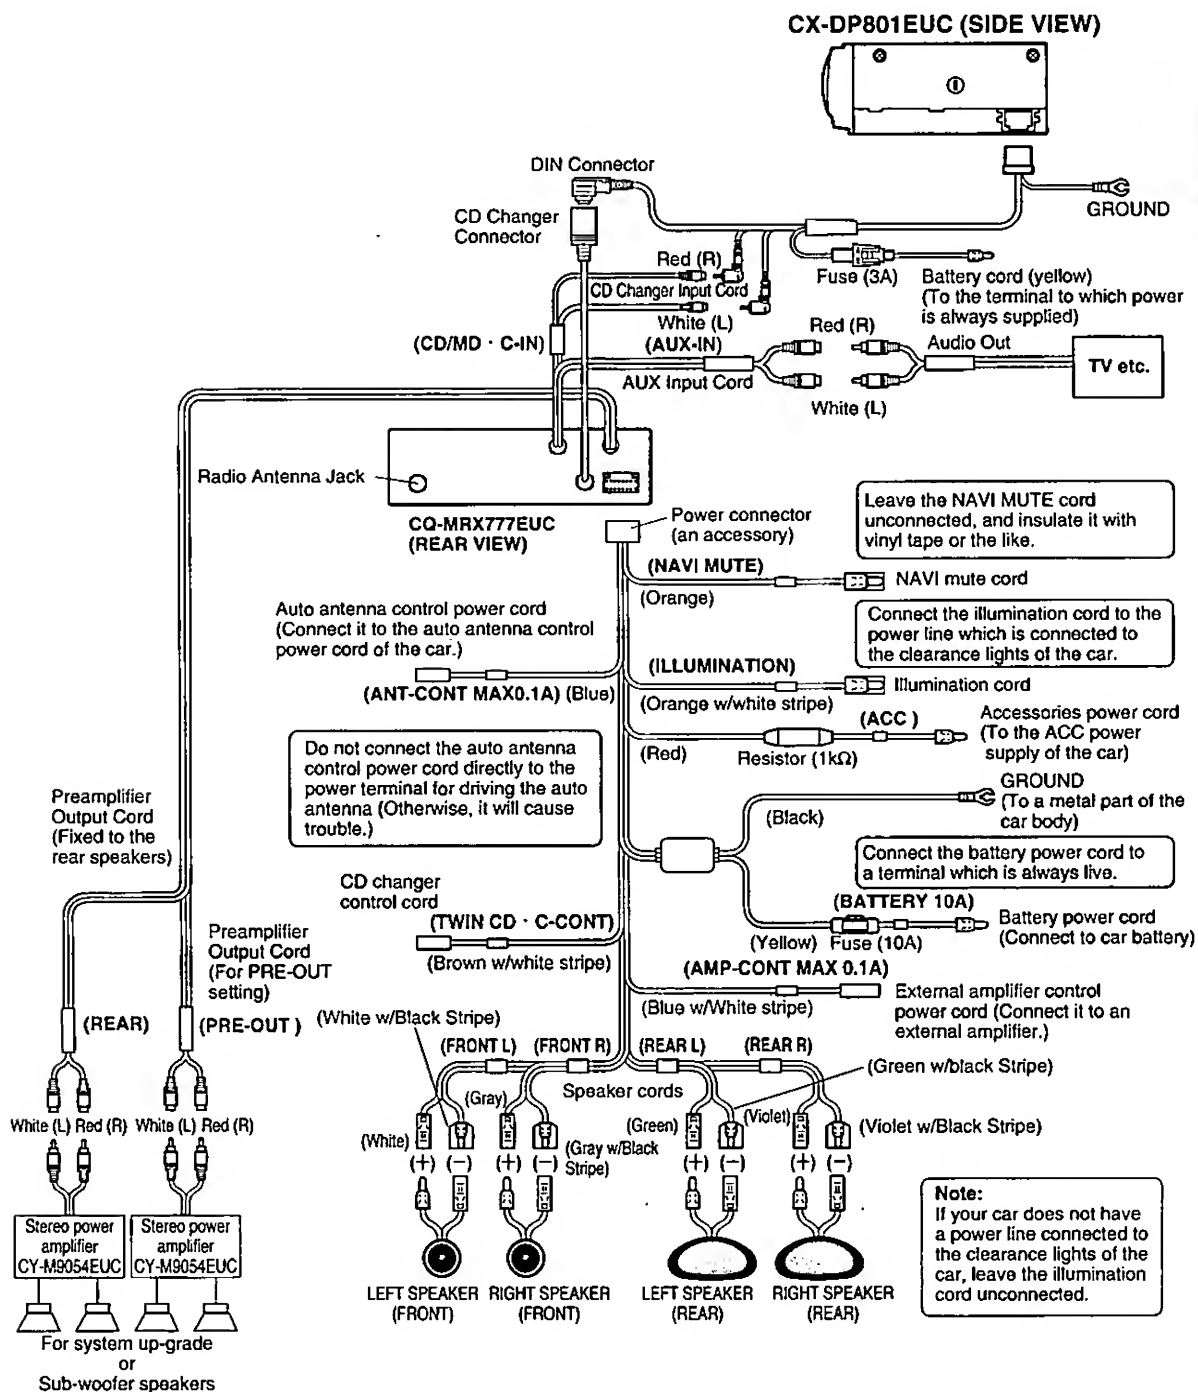 CX-DP801EUC (SIDE VIEW)
DIN Connector
GROUND
CD Changer
Connector
Red (R)
CD Changer Input Cord
White (L)
Fuse (3A)
Battery cord (yellow)
(To the terminal to which power
is always supplied)
(CD/MD · C-IN)
(AUX-IN)
AUX Input Cord
Red (R)
Audio Out
TV etc.
White (L)
Radio Antenna Jack
CQ-MRX777EUC
(REAR VIEW)
Power connector
(an accessory)
Leave the NAVI MUTE cord
unconnected, and insulate it with
vinyl tape or the like.
(NAVI MUTE)
(Orange)
NAVI mute cord
Auto antenna control power cord
(Connect it to the auto antenna control
power cord of the car.)
(ANT-CONT MAX0.1A) (Blue)
Connect the illumination cord to the
power line which is connected to
the clearance lights of the car.
(ILLUMINATION)
(Orange w/white stripe)
Illumination cord
(Red)
Resistor (1kΩ)
(ACC )
Accessories power cord
(To the ACC power
supply of the car)
Do not connect the auto antenna
control power cord directly to the
power terminal for driving the auto
antenna (Otherwise, it will cause
trouble.)
(Black)
GROUND
(To a metal part of the
car body)
Connect the battery power cord to
a terminal which is always live.
(BATTERY 10A)
(Yellow)
Fuse (10A)
Battery power cord
(Connect to car battery)
Preamplifier
Output Cord
(Fixed to the
rear speakers)
CD changer
control cord
(TWIN CD · C-CONT)
(Brown w/white stripe)
(AMP-CONT MAX 0.1A)
(Blue w/White stripe)
External amplifier control
power cord (Connect it to an
external amplifier.)
Preamplifier
Output Cord
(For PRE-OUT
setting)
(REAR)
(PRE-OUT )
(White w/Black Stripe)
(FRONT L)
(FRONT R)
(REAR L)
(REAR R)
Speaker cords
(Green w/black Stripe)
(White)
(Gray)
(Gray w/Black
Stripe)
(Green)
(Violet)
(Violet w/Black Stripe)
(+) (−)
(+) (−)
(+) (−)
(+) (−)
White (L) Red (R)
White (L) Red (R)
Stereo power
amplifier
CY-M9054EUC
Stereo power
amplifier
CY-M9054EUC
For system up-grade
or
Sub-woofer speakers
LEFT SPEAKER
(FRONT)
RIGHT SPEAKER
(FRONT)
LEFT SPEAKER
(REAR)
RIGHT SPEAKER
(REAR)
Note:
If your car does not have
a power line connected to
the clearance lights of the
car, leave the illumination
cord unconnected.